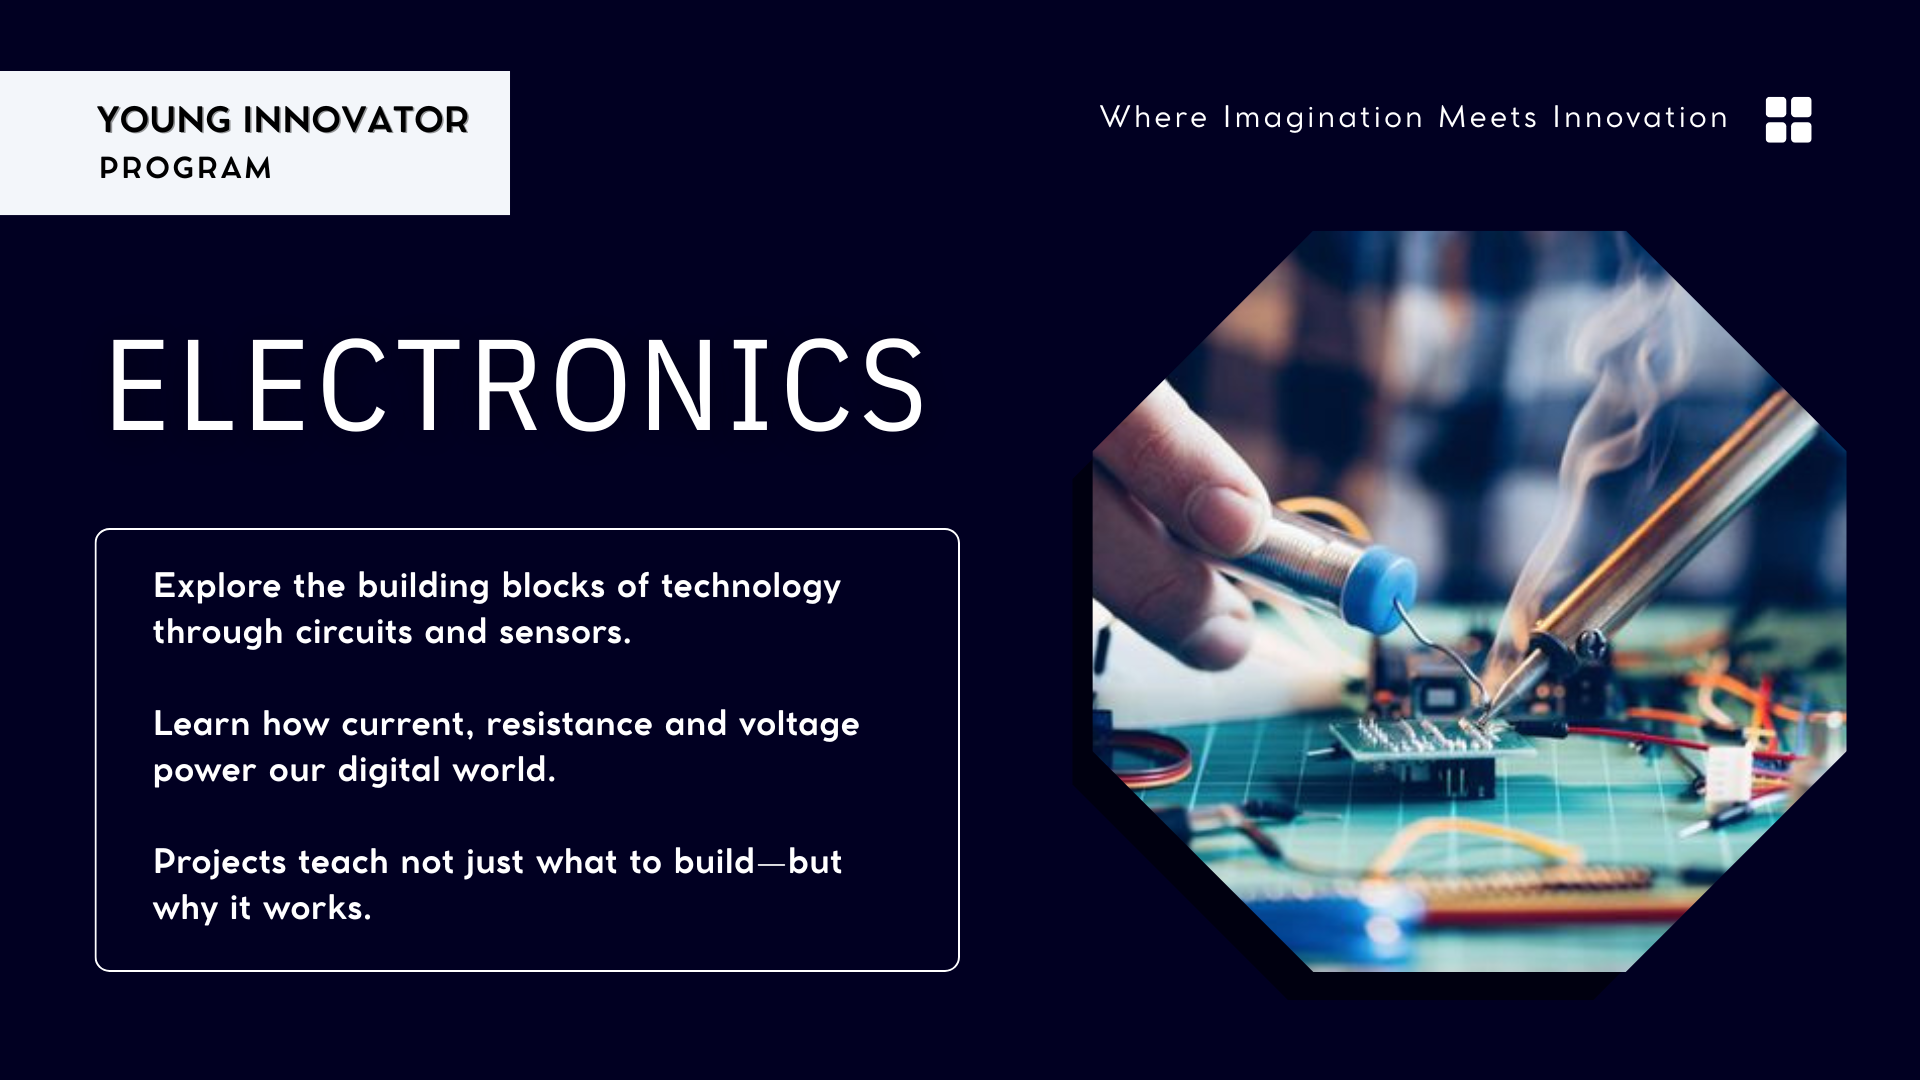 YOUNG INNOVATOR
PROGRAM
Where Imagination Meets Innovation
ELECTRONICS
Explore the building blocks of technology
through circuits and sensors.
Learn how current, resistance and voltage
power our digital world.
Projects teach not just what to build—but
why it works.